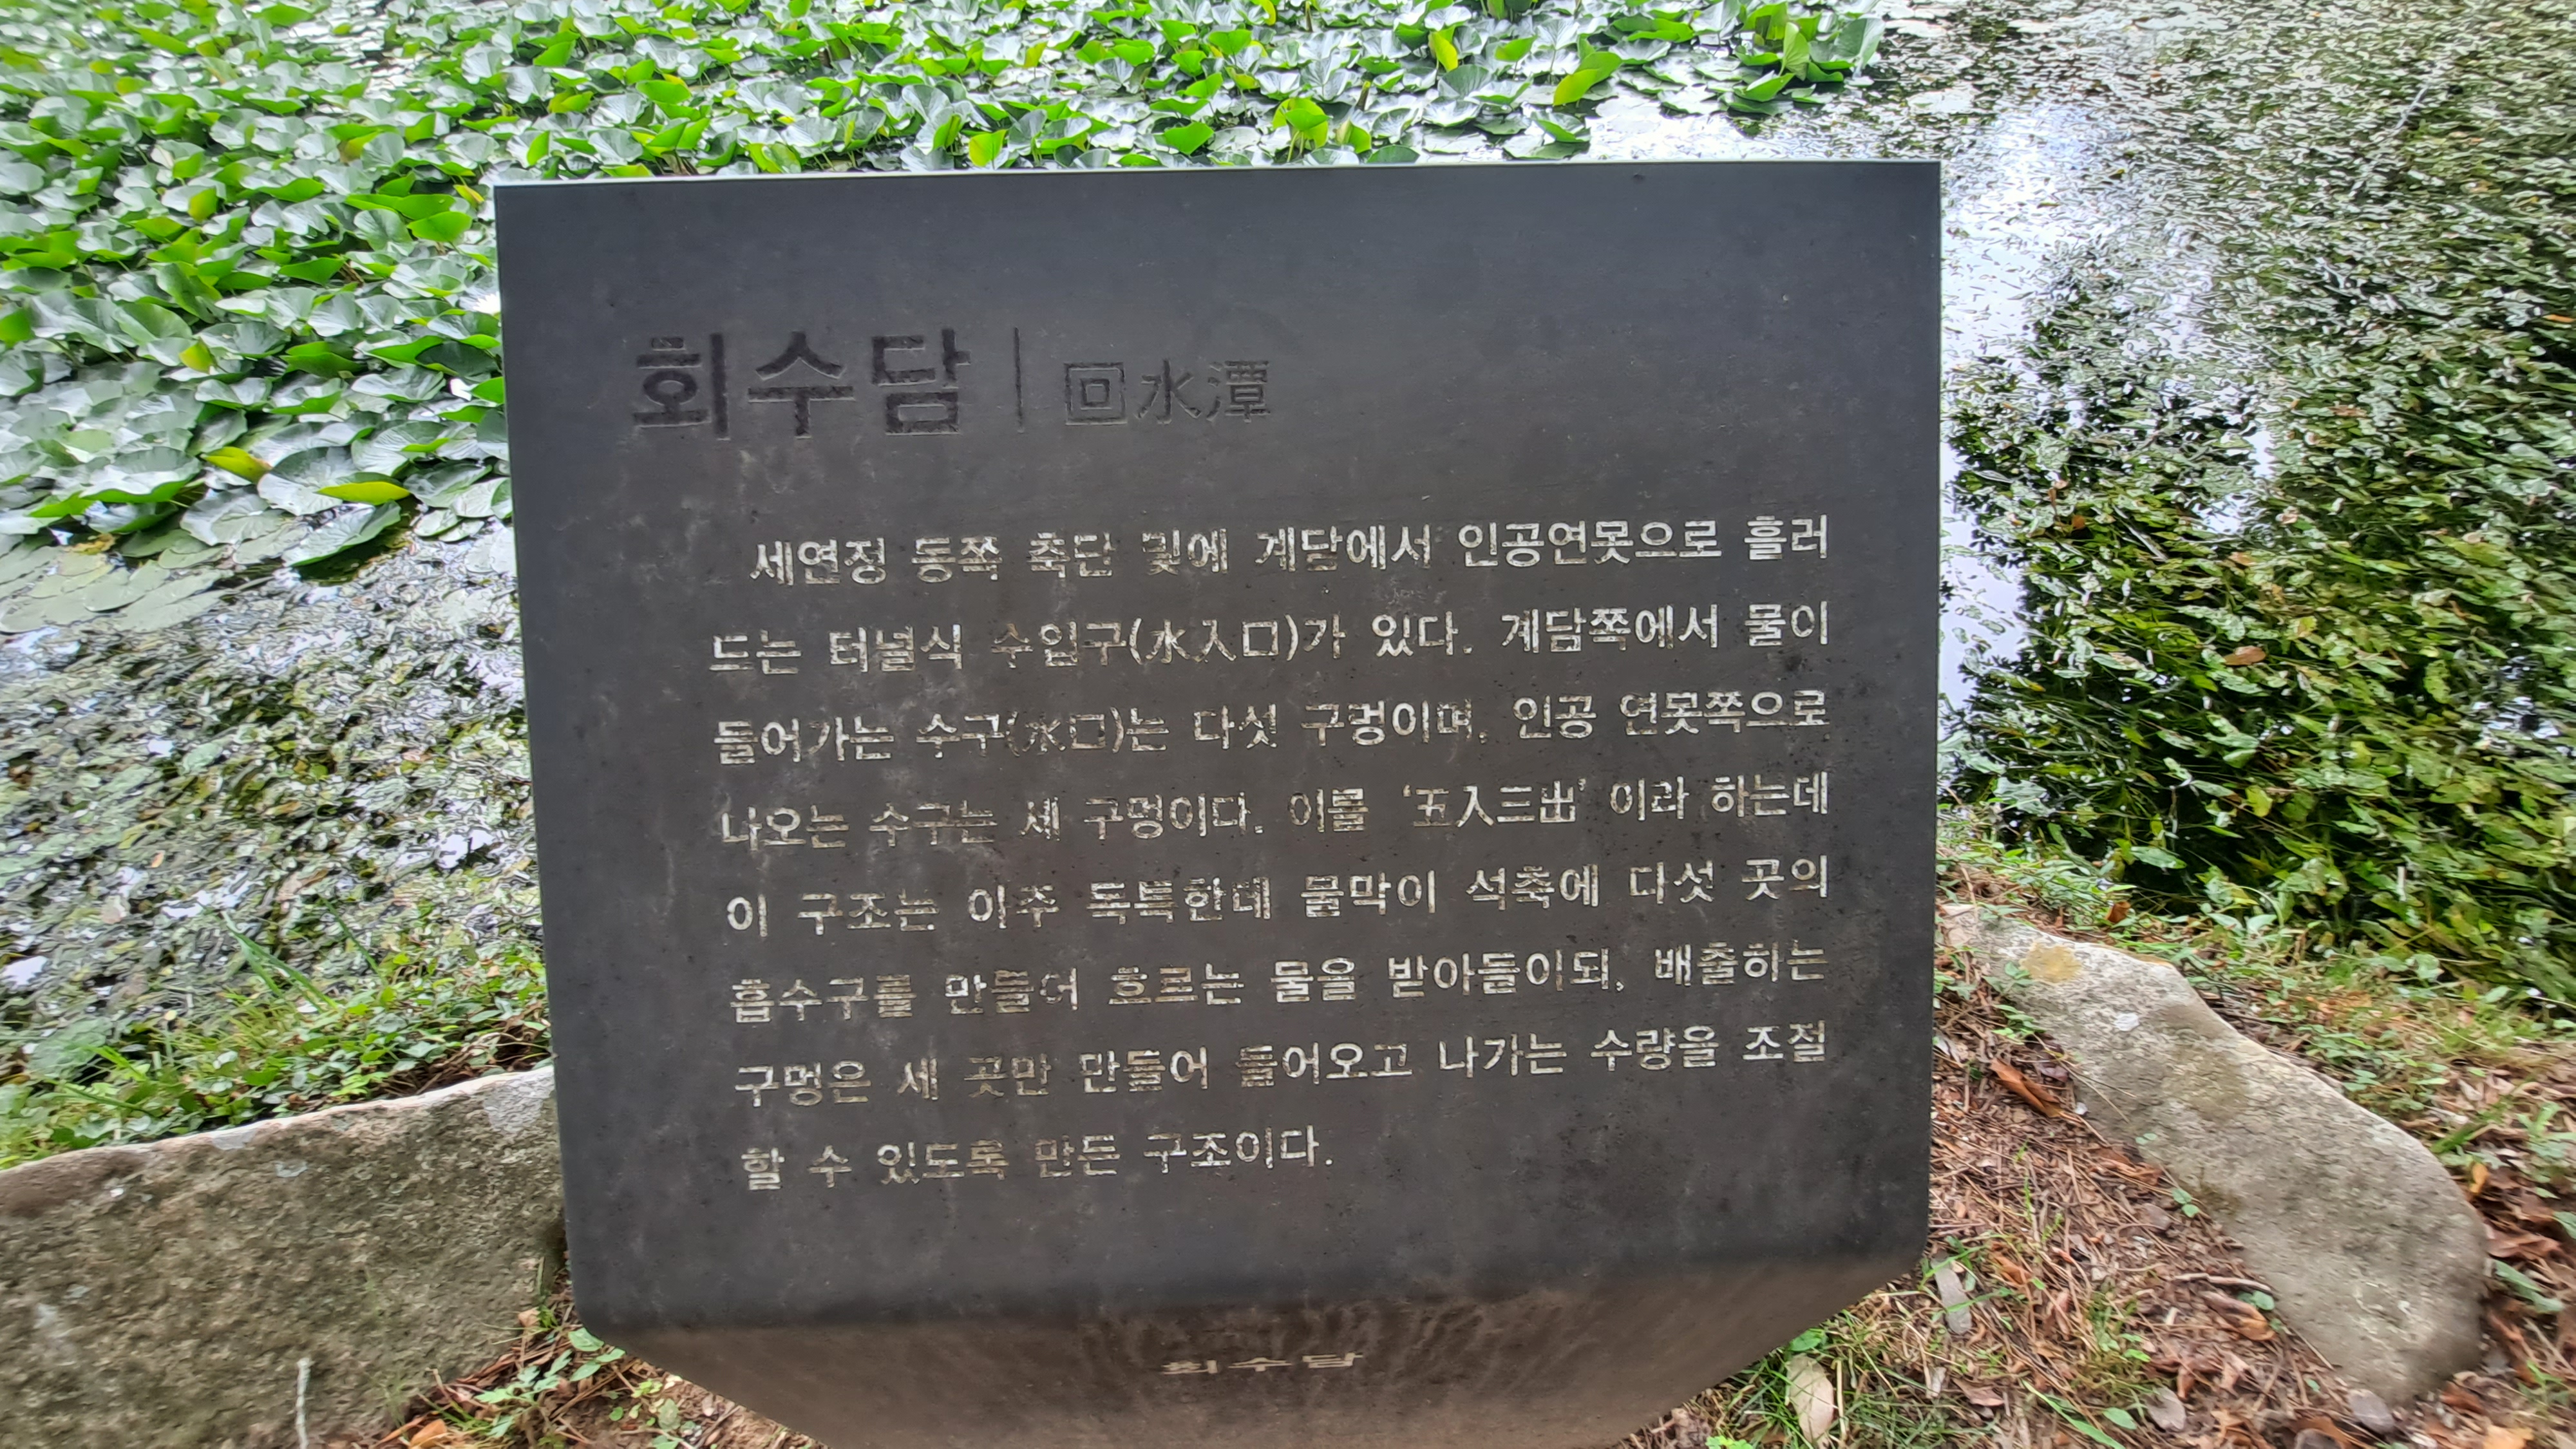 회수담 | 回水潭
세연정 동쪽 축단 밑에 계담에서 인공연못으로 흘러
드는 터널식 수입구(水入口)가 있다. 계담쪽에서 물이
들어가는 수구(水口)는 다섯 구멍이며, 인공 연못쪽으로
나오는 수구는 세 구멍이다. 이를 ‘五入三出’ 이라 하는데
이 구조는 아주 독특한데 물막이 석축에 다섯 곳의
흡수구를 만들어 흐르는 물을 받아들이되, 배출하는
구멍은 세 곳만 만들어 들어오고 나가는 수량을 조절
할 수 있도록 만든 구조이다.
회수담